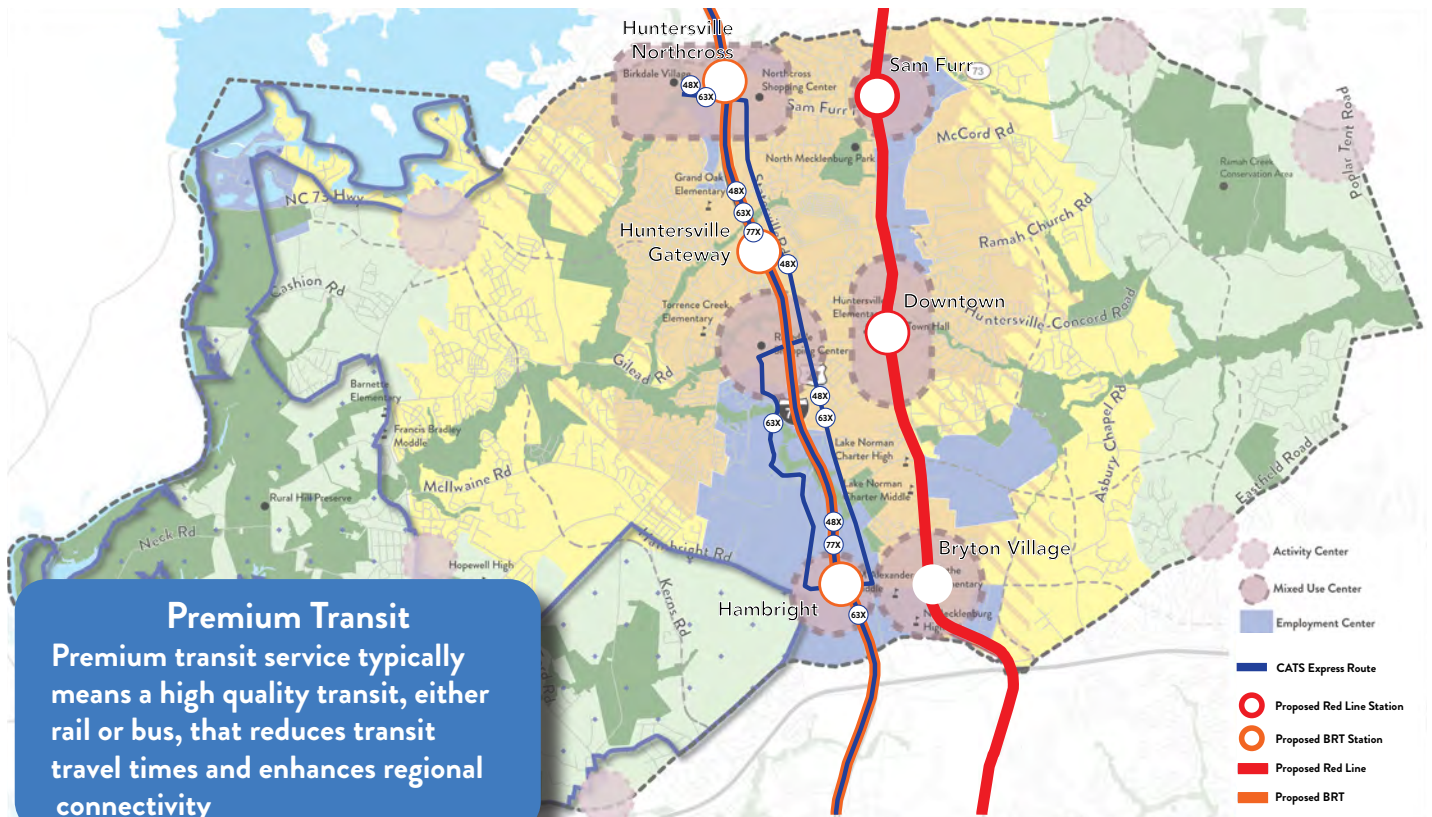 Huntersville
Northcross
Birkdale Village
48X
63X
Northcross
Shopping Center
Sam Furr
73
Sam Furr
McCord Rd
North Mecklenburg Park
Poplar Tent Road
Ramah Creek
Conservation Area
NC 73 Hwy
Grand Oak
Elementary
48X
63X
77X
Huntersville
Gateway
48X
Ramah Church Rd
Cashion Rd
Torrence Creek
Elementary
Downtown
Town Hall
Huntersville-Concord Road
Shopping Center
Gilead Rd
Barnette
Elementary
Francis Bradley
Moddle
48X
63X
63X
Asbury Chapel Rd
Lake Norman
Charter High
Eastfield Road
McIlwaine Rd
Lake Norman
Charter Middle
Rural Hill Preserve
Neck Rd
48X
77X
Hambright Rd
Hopewell High
Bryton Village
Kerns Rd
Hambright
63X
Premium Transit
Premium transit service typically
means a high quality transit, either
rail or bus, that reduces transit
travel times and enhances regional
connectivity
Activity Center
Mixed Use Center
Employment Center
CATS Express Route
Proposed Red Line Station
Proposed BRT Station
Proposed Red Line
Proposed BRT